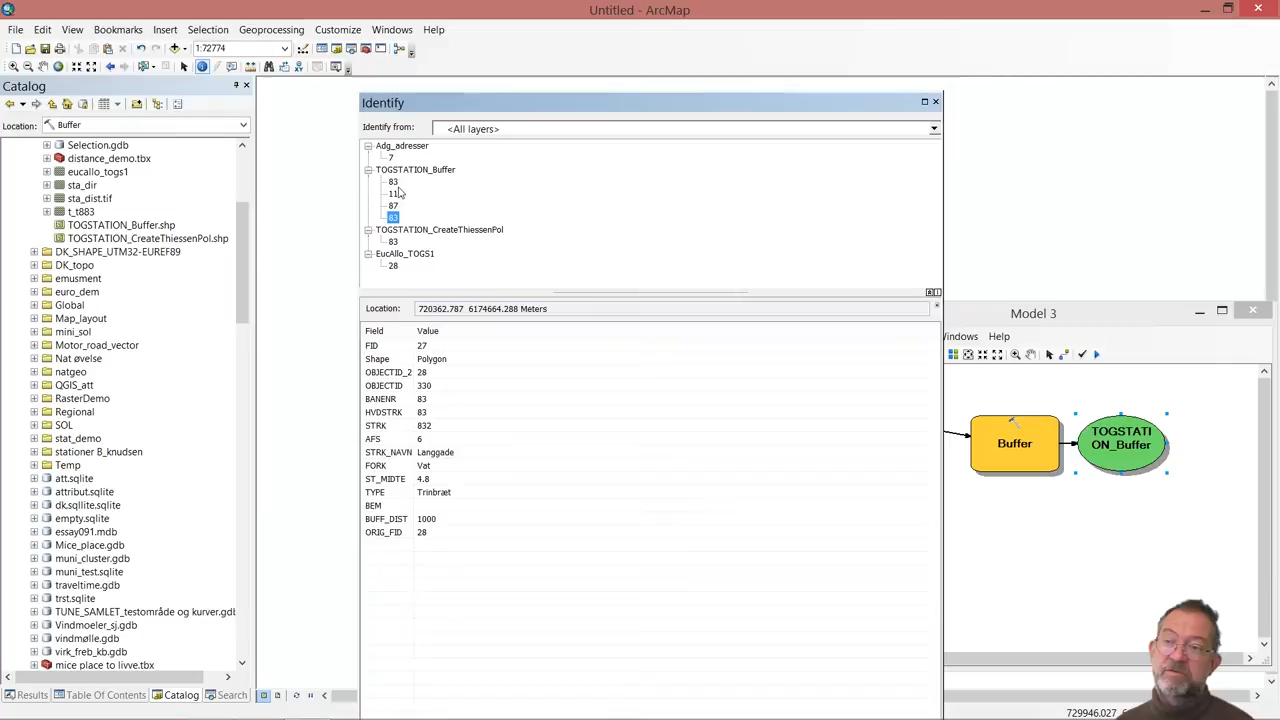 Untitled - ArcMap
File Edit View Bookmarks Insert Selection Geoprocessing Customize Windows Help
1:72774
Catalog
Location: Buffer
Selection.gdb
distance_demo.tbx
eucallo_togs1
sta_dir
sta_dist.tif
t_t883
TOGSTATION_Buffer.shp
TOGSTATION_CreateThiessenPol.shp
DK_SHAPE_UTM32-EUREF89
DK_topo
emusment
euro_dem
Global
Map_layout
mini_sol
Motor_road_vector
Nat øvelse
natgeo
QGIS_att
RasterDemo
Regional
SOL
stat_demo
stationer B_knudsen
Temp
att.sqlite
attribut.sqlite
dk.sqllite.sqlite
empty.sqlite
essay091.mdb
Mice_place.gdb
muni_cluster.gdb
muni_test.sqlite
traveltime.gdb
trst.sqlite
TUNE_SAMLET_testområde og kurver.gdb
Vindmoeler_sj.gdb
vindmølle.gdb
virk_freb_kb.gdb
mice place to livve.tbx
Results Table Of Contents Catalog Search
Identify
Identify from: <All layers>
Adg_adresser
7
TOGSTATION_Buffer
83
11
87
83
TOGSTATION_CreateThiessenPol
83
EucAllo_TOGS1
28
Location: 720362.787 6174664.288 Meters
Field Value
FID 27
Shape Polygon
OBJECTID_2 28
OBJECTID 330
BANENR 83
HVDSTRK 83
STRK 832
AFS 6
STRK_NAVN Langgade
FORK Vat
ST_MIDTE 4.8
TYPE Trinbræt
BEM
BUFF_DIST 1000
ORIG_FID 28
Model 3
Windows Help
Buffer
TOGSTATI
ON_Buffer